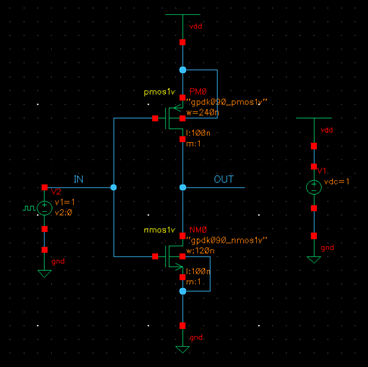 vdd
pmos1v PM0
"gpdk090_pmos1v"
w=240n
l:100n
m:1
vdd
IN
OUT
V2
v1=1
v2:0
V1
vdc=1
nmos1v NM0
"gpdk090_nmos1v"
w:120n
l:100n
m:1
gnd
gnd
gnd